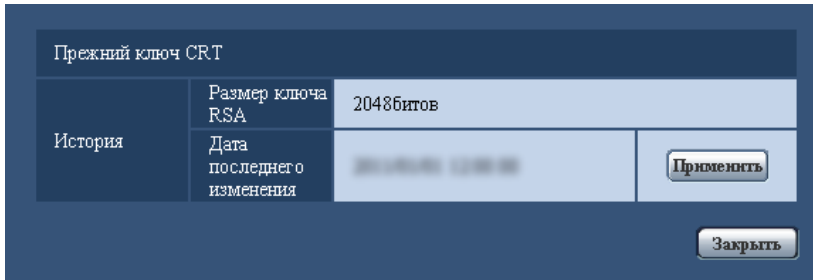 Прежний ключ CRT
История
Размер ключа
RSA
2048битов
Дата
последнего
изменения
Применить
Закрыть